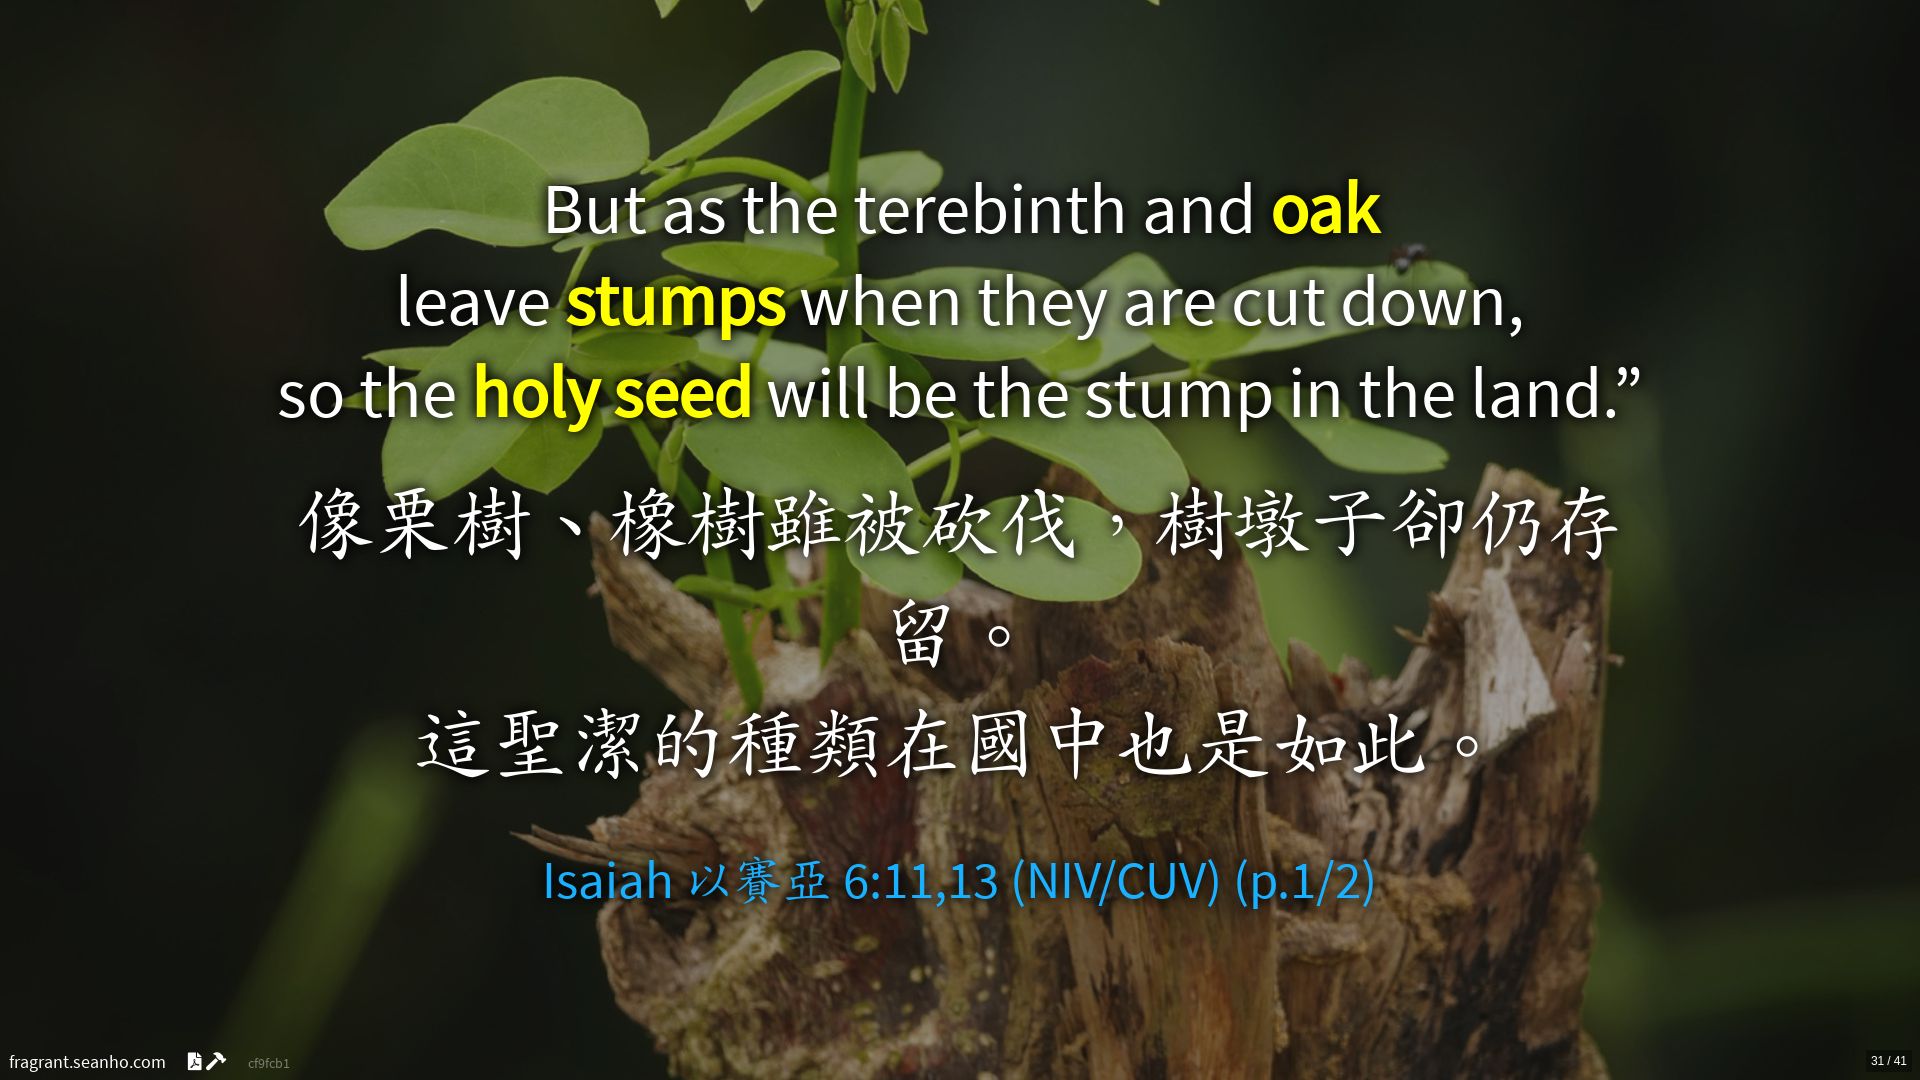 But as the terebinth and oak
leave stumps when they are cut down,
so the holy seed will be the stump in the land.”
像栗樹、橡樹雖被砍伐，樹墩子卻仍存
留。
這聖潔的種類在國中也是如此。
Isaiah 以賽亞 6:11,13 (NIV/CUV) (p.1/2)
fragrant.seanho.com cf9fcb1
31 / 41